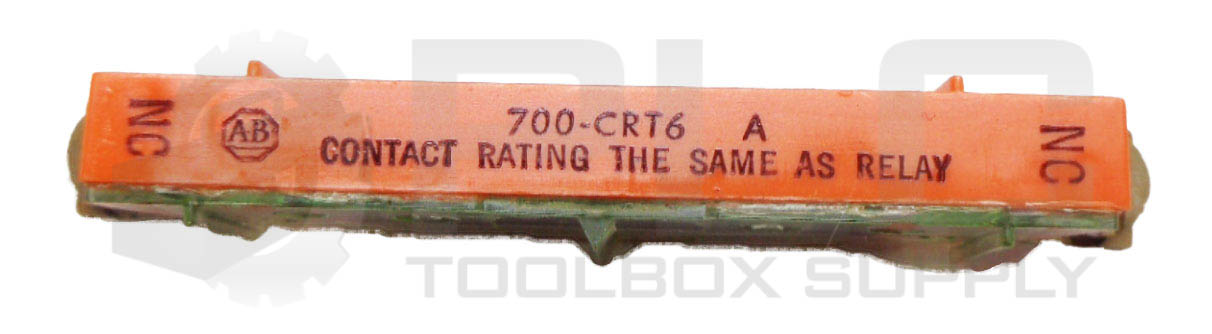 NC
AB
700-CRT6 A
CONTACT RATING THE SAME AS RELAY
NC
TOOLBOX SUPPLY